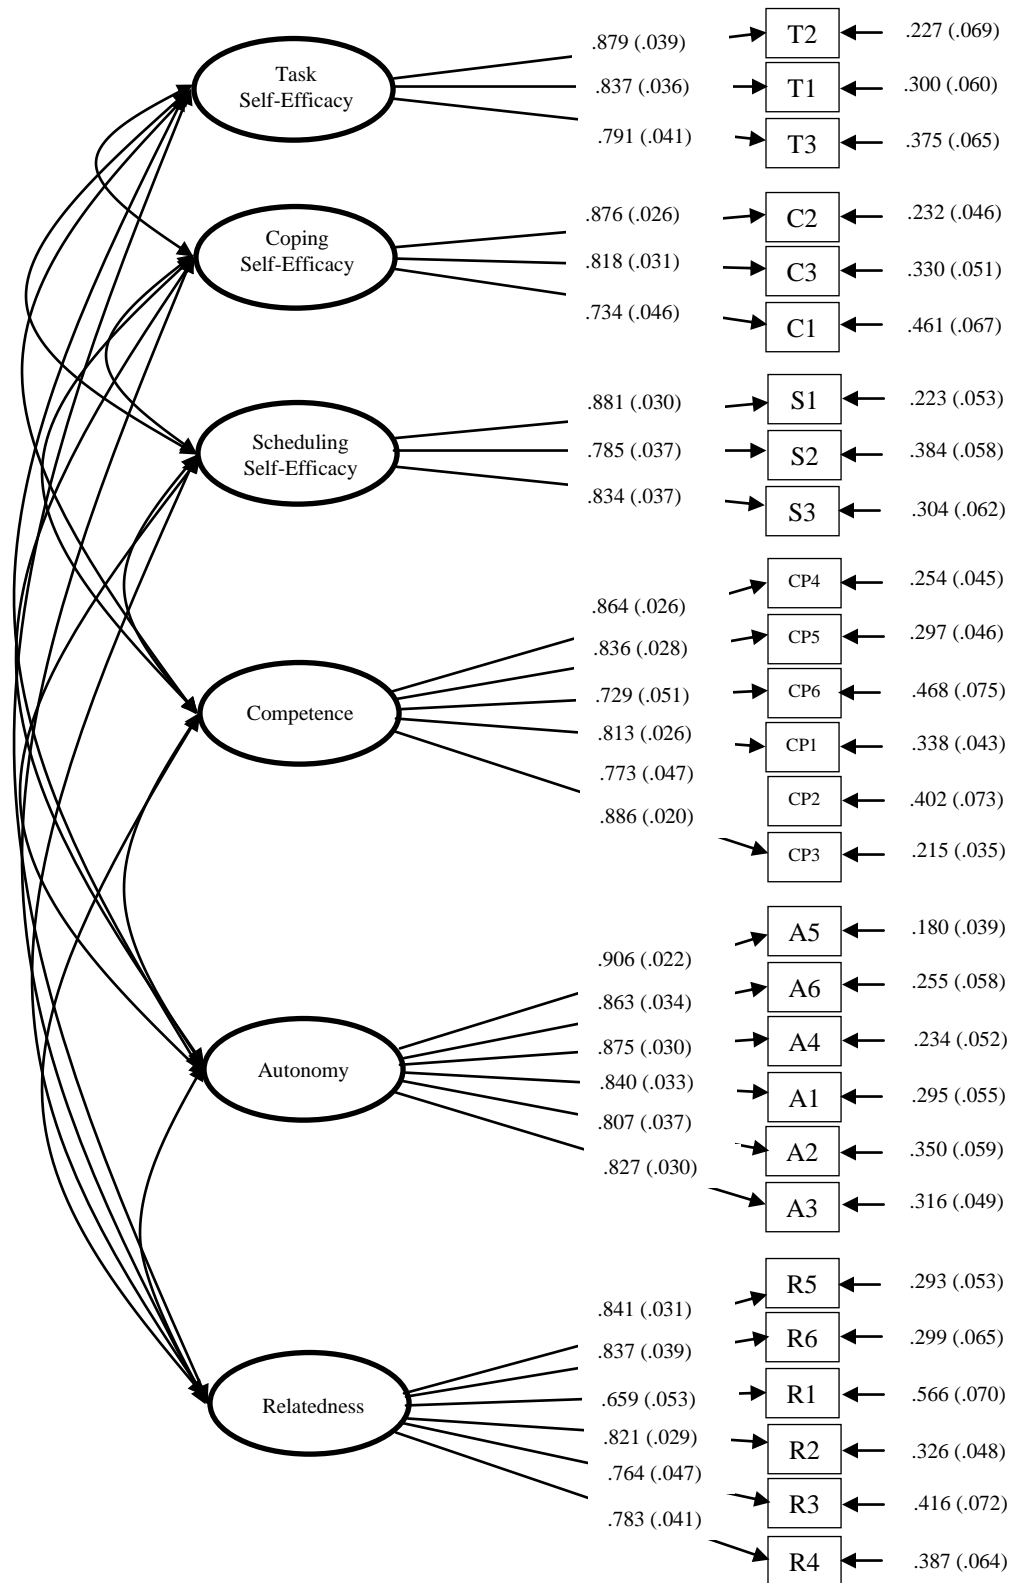 Task
Self-Efficacy
.879 (.039)
T2
.227 (.069)
.837 (.036)
T1
.300 (.060)
.791 (.041)
T3
.375 (.065)
Coping
Self-Efficacy
.876 (.026)
C2
.232 (.046)
.818 (.031)
C3
.330 (.051)
.734 (.046)
C1
.461 (.067)
Scheduling
Self-Efficacy
.881 (.030)
S1
.223 (.053)
.785 (.037)
S2
.384 (.058)
.834 (.037)
S3
.304 (.062)
Competence
.864 (.026)
CP4
.254 (.045)
.836 (.028)
CP5
.297 (.046)
.729 (.051)
CP6
.468 (.075)
.813 (.026)
CP1
.338 (.043)
.773 (.047)
CP2
.402 (.073)
.886 (.020)
CP3
.215 (.035)
Autonomy
.906 (.022)
A5
.180 (.039)
.863 (.034)
A6
.255 (.058)
.875 (.030)
A4
.234 (.052)
.840 (.033)
A1
.295 (.055)
.807 (.037)
A2
.350 (.059)
.827 (.030)
A3
.316 (.049)
Relatedness
.841 (.031)
R5
.293 (.053)
.837 (.039)
R6
.299 (.065)
.659 (.053)
R1
.566 (.070)
.821 (.029)
R2
.326 (.048)
.764 (.047)
R3
.416 (.072)
.783 (.041)
R4
.387 (.064)